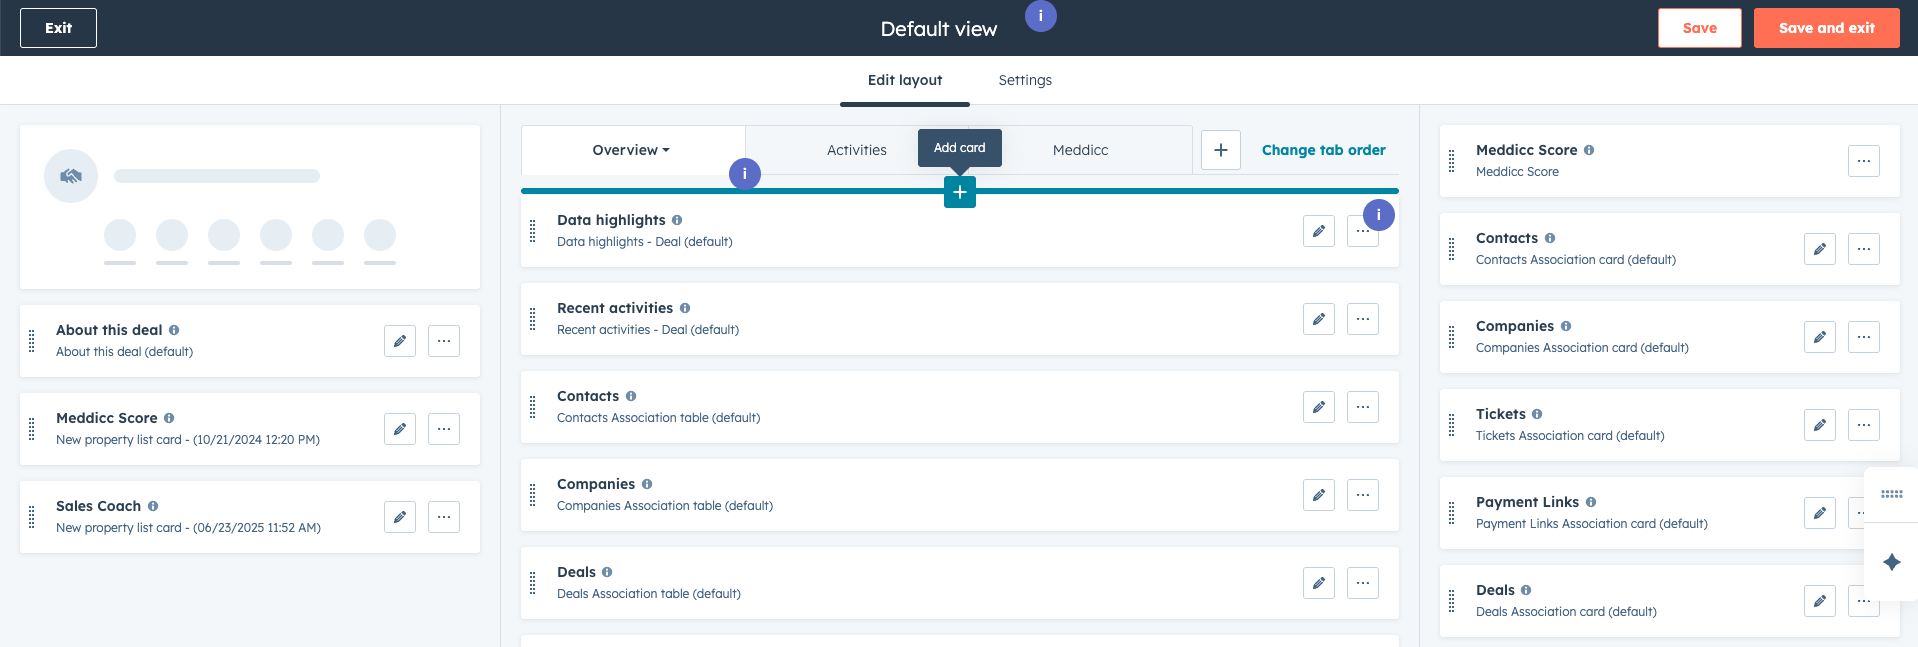 Exit
Default view
i
Save
Save and exit
Edit layout
Settings
About this deal
About this deal (default)
Meddicc Score
New property list card - (10/21/2024 12:20 PM)
Sales Coach
New property list card - (06/23/2025 11:52 AM)
Overview
Activities
Add card
Meddicc
+
Change tab order
i
+
i
Data highlights
Data highlights - Deal (default)
Recent activities
Recent activities - Deal (default)
Contacts
Contacts Association table (default)
Companies
Companies Association table (default)
Deals
Deals Association table (default)
Meddicc Score
Meddicc Score
Contacts
Contacts Association card (default)
Companies
Companies Association card (default)
Tickets
Tickets Association card (default)
Payment Links
Payment Links Association card (default)
Deals
Deals Association card (default)